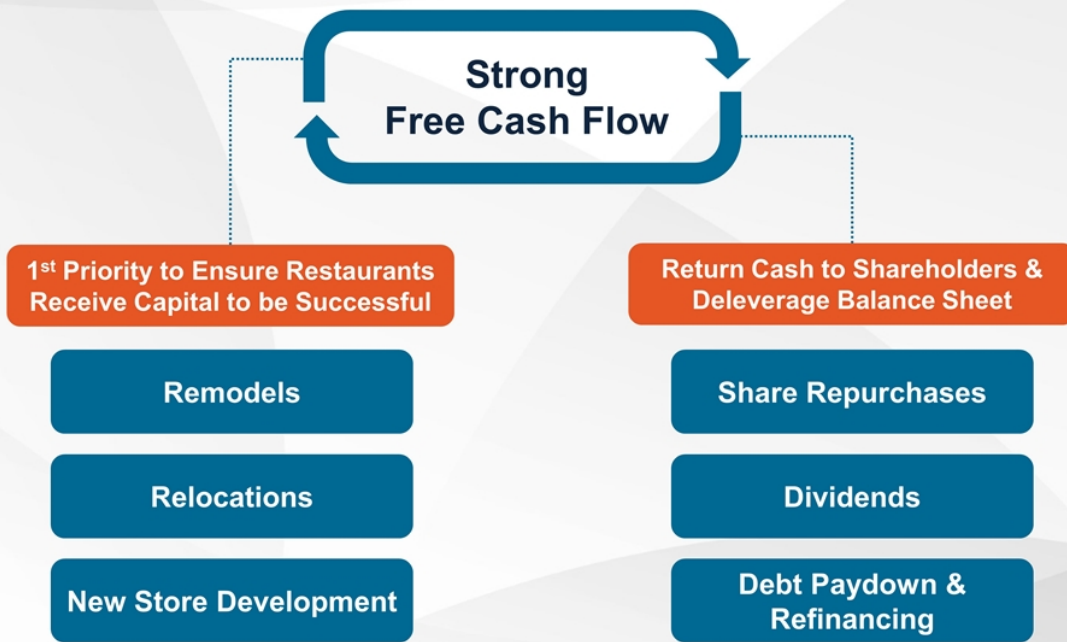 Strong
Free Cash Flow
1st Priority to Ensure Restaurants
Receive Capital to be Successful
Remodels
Relocations
New Store Development
Return Cash to Shareholders &
Deleverage Balance Sheet
Share Repurchases
Dividends
Debt Paydown &
Refinancing